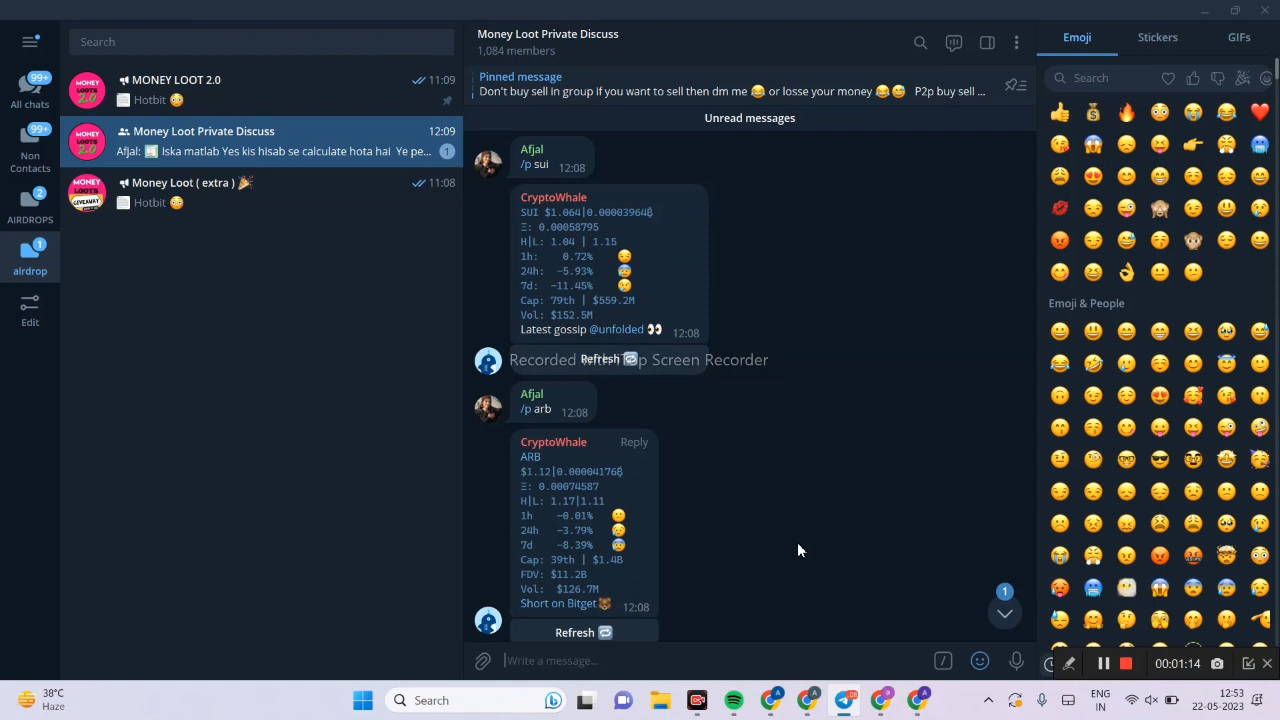 Search
MONEY LOOT 2.0
11:09
Hotbit
Money Loot Private Discuss
12:09
Afjal: Iska matlab Yes kis hisab se calculate hota hai Ye pe...
1
Money Loot ( extra )
11:08
Hotbit
99+
All chats
99+
Non
Contacts
2
AIRDROPS
1
airdrop
Edit
Money Loot Private Discuss
1,084 members
Pinned message
Don't buy sell in group if you want to sell then dm me or losse your money P2p buy sell ...
Unread messages
Afjal
/p sui 12:08
CryptoWhale
SUI $1.064|0.00003964₿
Ξ: 0.00058795
H|L: 1.04 | 1.15
1h: 0.72%
24h: -5.93%
7d: -11.45%
Cap: 79th | $559.2M
Vol: $152.5M
Latest gossip @unfolded 12:08
Refresh
Recorded with Screen Recorder
Afjal
/p arb 12:08
CryptoWhale Reply
ARB
$1.12|0.00004176₿
Ξ: 0.00074587
H|L: 1.17|1.11
1h -0.01%
24h -3.79%
7d -8.39%
Cap: 39th | $1.4B
FDV: $11.2B
Vol: $126.7M
Short on Bitget 12:08
Refresh
1
Write a message...
Emoji Stickers GIFs
Search
Emoji & People
00:01:14
38°C
Haze
Search
ENG
IN
12:53
22-05-2023